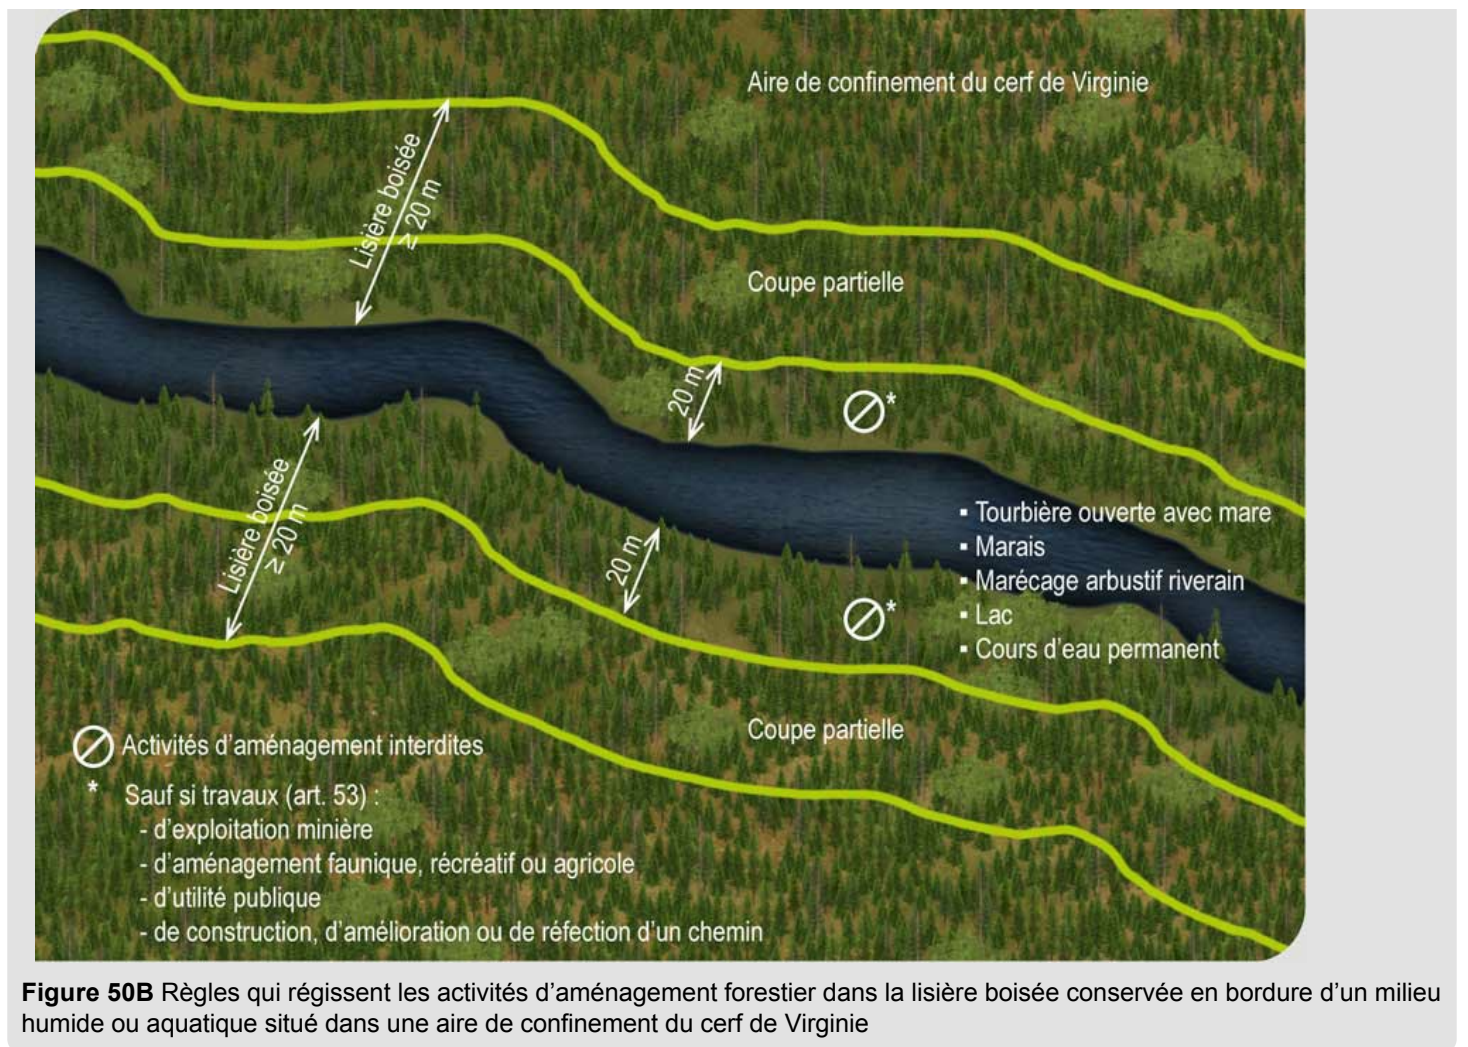 Aire de confinement du cerf de Virginie
Lisière boisée
≥ 20 m
Coupe partielle
20 m
*
Lisière boisée
≥ 20 m
20 m
*
▪ Tourbière ouverte avec mare
▪ Marais
▪ Marécage arbustif riverain
▪ Lac
▪ Cours d'eau permanent
Coupe partielle
Activités d'aménagement interdites
* Sauf si travaux (art. 53) :
- d'exploitation minière
- d'aménagement faunique, récréatif ou agricole
- d'utilité publique
- de construction, d'amélioration ou de réfection d'un chemin
Figure 50B Règles qui régissent les activités d'aménagement forestier dans la lisière boisée conservée en bordure d'un milieu
humide ou aquatique situé dans une aire de confinement du cerf de Virginie